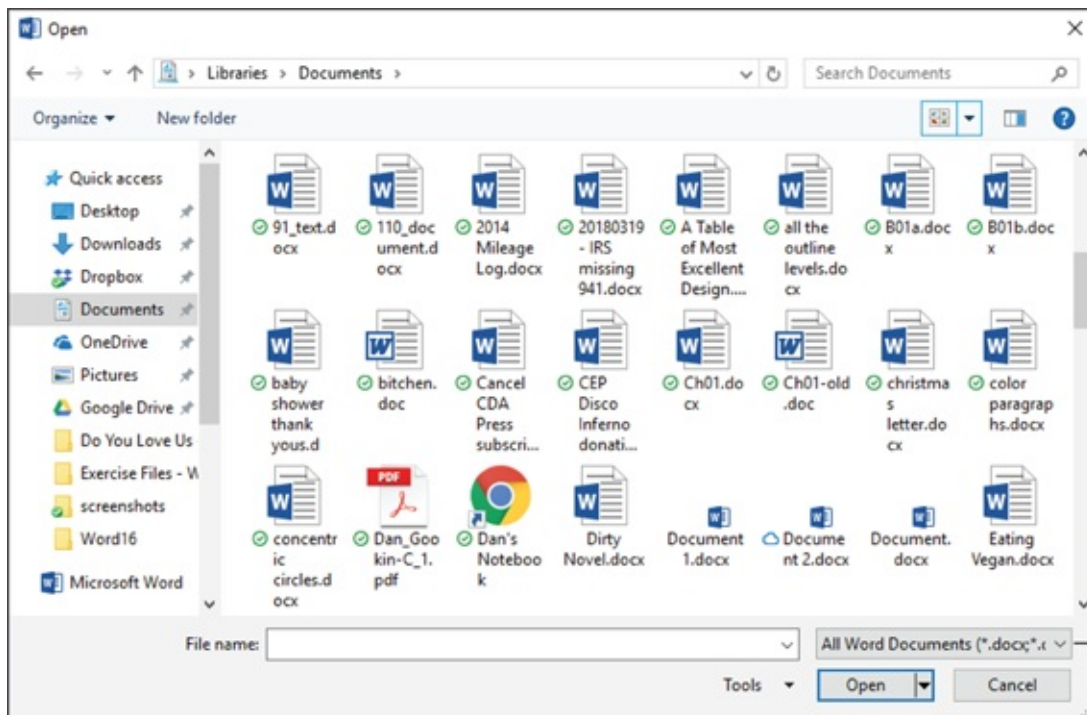 Open
Libraries > Documents >
Search Documents
Organize
New folder
Quick access
Desktop
Downloads
Dropbox
Documents
OneDrive
Pictures
Google Drive
Do You Love Us
Exercise Files - W
screenshots
Word16
Microsoft Word
91_text.d
ocx
110_doc
ument.d
ocx
2014
Mileage
Log.docx
20180319
- IRS
missing
941.docx
A Table
of Most
Excellent
Design....
all the
outline
levels.do
cx
B01a.doc
x
B01b.doc
x
baby
shower
thank
yous.d
bitchen.
doc
Cancel
CDA
Press
subscri...
CEP
Disco
Inferno
donati...
Ch01.do
cx
Ch01-old
.doc
christma
s
letter.do
cx
color
paragrap
hs.docx
concentr
ic
circles.d
ocx
PDF
Dan_Goo
kin-C_1.
pdf
Dan's
Noteboo
k
Dirty
Novel.docx
Document
1.docx
Docume
nt 2.docx
Document.
docx
Eating
Vegan.docx
File name:
All Word Documents (*.docx;*.c
Tools
Open
Cancel